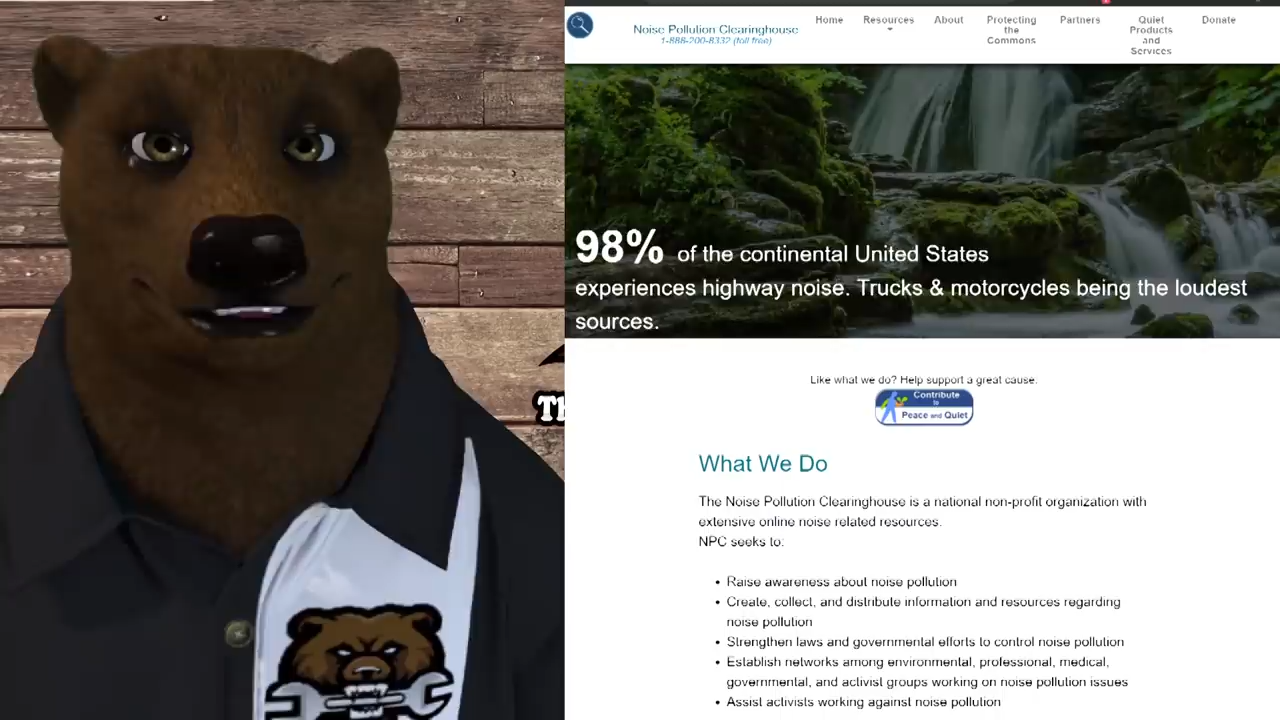 Noise Pollution Clearinghouse
1-888-200-8332 (toll free)
Home
Resources
About
Protecting
the
Commons
Partners
Quiet
Products
and
Services
Donate
98% of the continental United States
experiences highway noise. Trucks & motorcycles being the loudest
sources.
Like what we do? Help support a great cause.
Contribute
to
Peace and Quiet
What We Do
The Noise Pollution Clearinghouse is a national non-profit organization with
extensive online noise related resources.
NPC seeks to:
• Raise awareness about noise pollution
• Create, collect, and distribute information and resources regarding
noise pollution
• Strengthen laws and governmental efforts to control noise pollution
• Establish networks among environmental, professional, medical,
governmental, and activist groups working on noise pollution issues
• Assist activists working against noise pollution